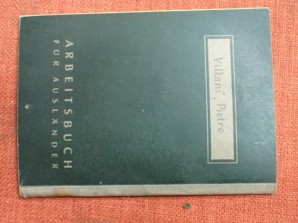 ARBEITSBUCH
FÜR AUSLÄNDER
Villani, Pietro